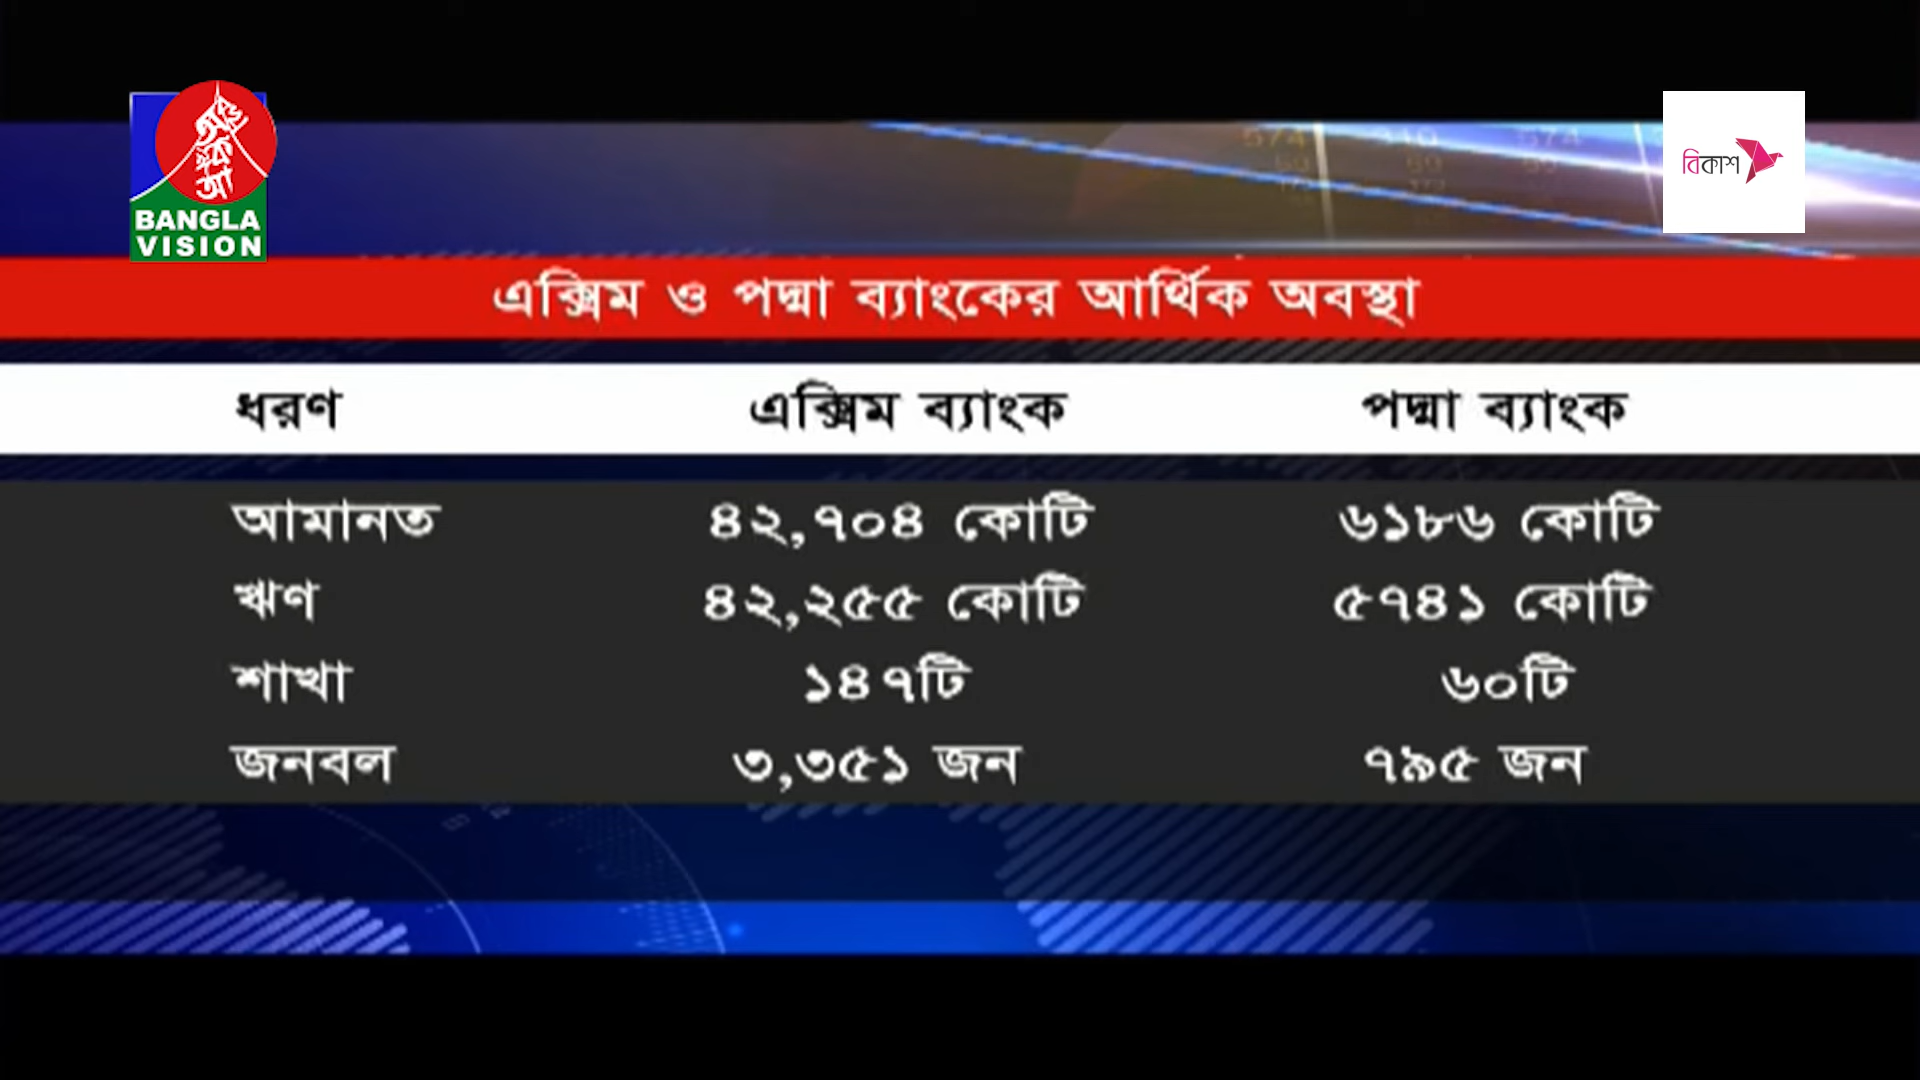 BANGLA
VISION
বিকাশ
এক্সিম ও পদ্মা ব্যাংকের আর্থিক অবস্থা
ধরণ এক্সিম ব্যাংক পদ্মা ব্যাংক
আমানত ৪২,৭০৪ কোটি ৬১৮৬ কোটি
ঋণ ৪২,২৫৫ কোটি ৫৭৪১ কোটি
শাখা ১৪৭টি ৬০টি
জনবল ৩,৩৫১ জন ৭৯৫ জন